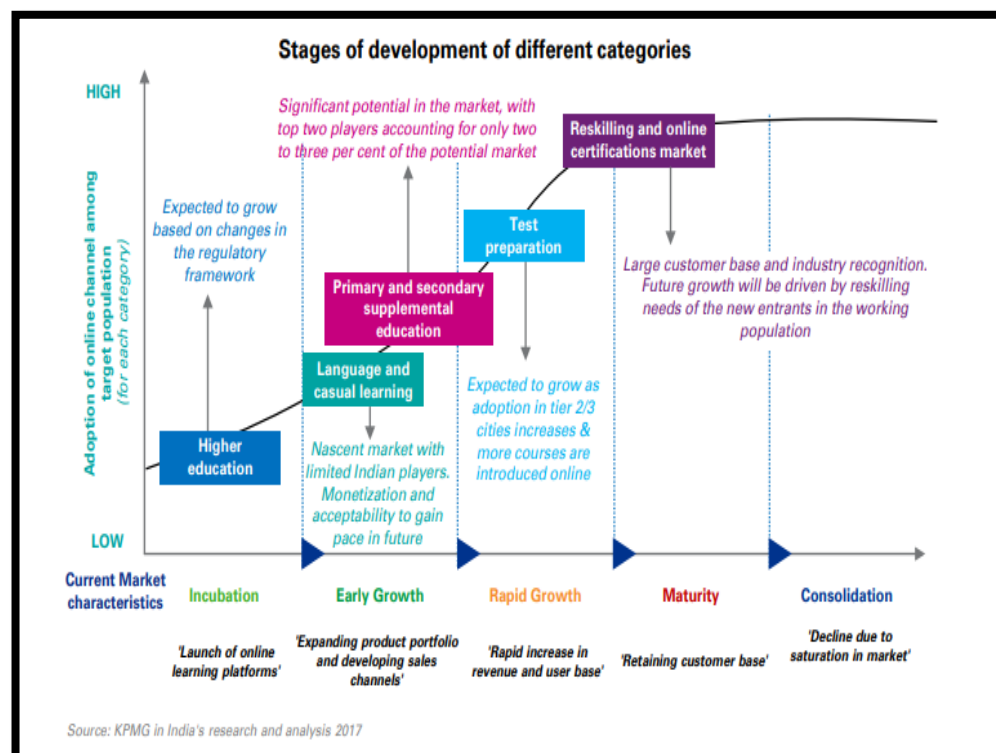 Stages of development of different categories
HIGH
Adoption of online channel among
target population
(for each category)
LOW
Expected to grow
based on changes in
the regulatory
framework
Higher
education
Significant potential in the market, with
top two players accounting for only two
to three per cent of the potential market
Primary and secondary
supplemental
education
Language and
casual learning
Nascent market with
limited Indian players.
Monetization and
acceptability to gain
pace in future
Test
preparation
Expected to grow as
adoption in tier 2/3
cities increases &
more courses are
introduced online
Reskilling and online
certifications market
Large customer base and industry recognition.
Future growth will be driven by reskilling
needs of the new entrants in the working
population
Current Market
characteristics
Incubation
Early Growth
Rapid Growth
Maturity
Consolidation
'Launch of online
learning platforms'
'Expanding product portfolio
and developing sales
channels'
'Rapid increase in
revenue and user base'
'Retaining customer base'
'Decline due to
saturation in market'
Source: KPMG in India's research and analysis 2017